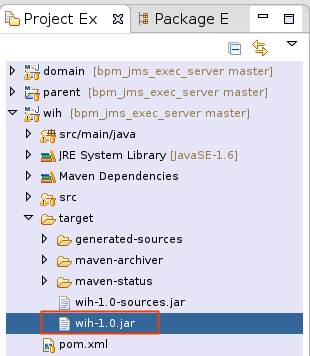 Project Ex
Package E
domain [bpm_jms_exec_server master]
parent [bpm_jms_exec_server master]
wih [bpm_jms_exec_server master]
src/main/java
JRE System Library [JavaSE-1.6]
Maven Dependencies
src
target
generated-sources
maven-archiver
maven-status
wih-1.0-sources.jar
wih-1.0.jar
pom.xml